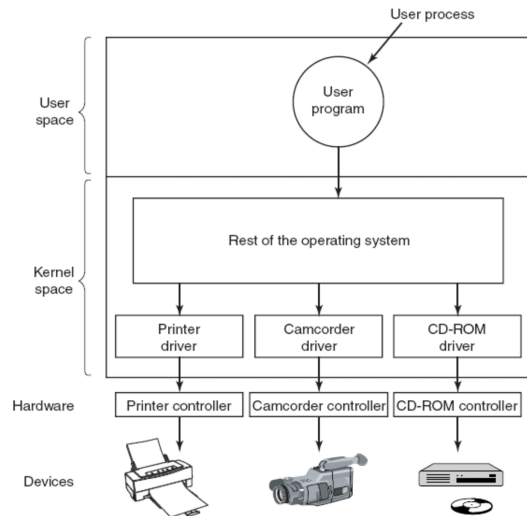 User process
User
space
User
program
Kernel
space
Rest of the operating system
Printer
driver
Camcorder
driver
CD-ROM
driver
Hardware
Printer controller
Camcorder controller
CD-ROM controller
Devices